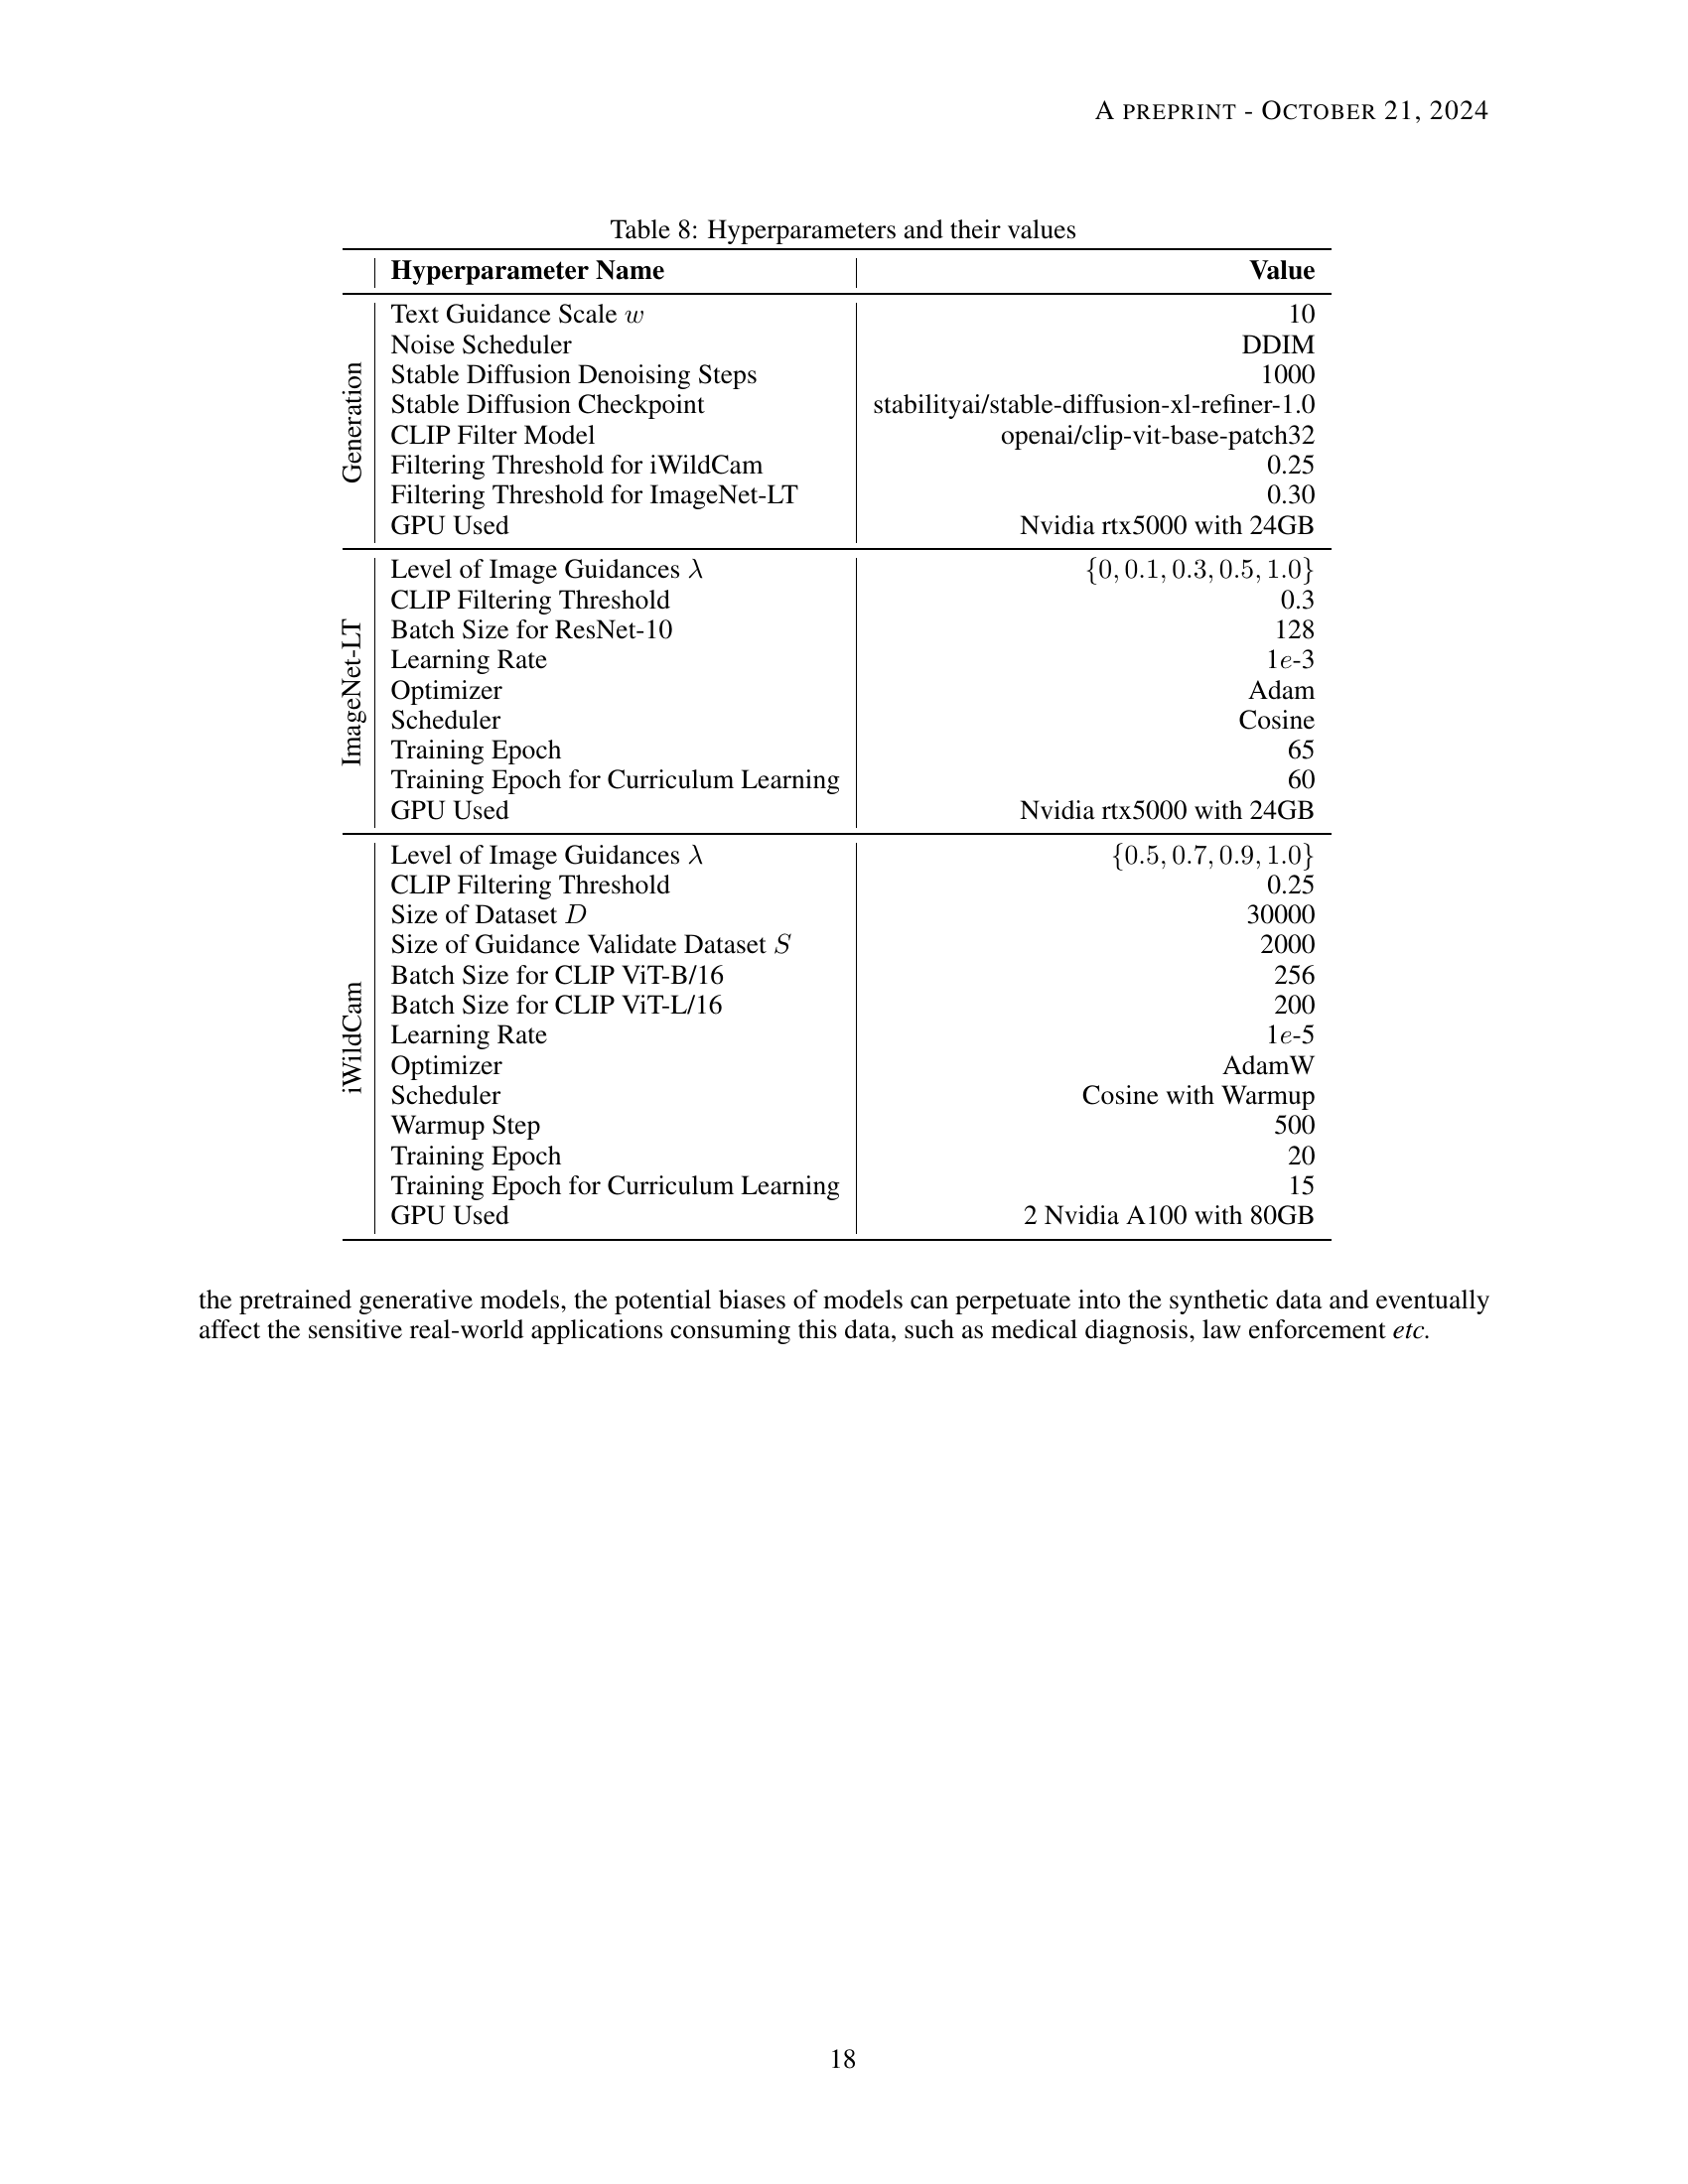 A PREPRINT - OCTOBER 21, 2024
Table 8: Hyperparameters and their values
Hyperparameter Name Value
Generation
Text Guidance Scale w 10
Noise Scheduler DDIM
Stable Diffusion Denoising Steps 1000
Stable Diffusion Checkpoint stabilityai/stable-diffusion-xl-refiner-1.0
CLIP Filter Model openai/clip-vit-base-patch32
Filtering Threshold for iWildCam 0.25
Filtering Threshold for ImageNet-LT 0.30
GPU Used Nvidia rtx5000 with 24GB
ImageNet-LT
Level of Image Guidances λ {0, 0.1, 0.3, 0.5, 1.0}
CLIP Filtering Threshold 0.3
Batch Size for ResNet-10 128
Learning Rate 1e-3
Optimizer Adam
Scheduler Cosine
Training Epoch 65
Training Epoch for Curriculum Learning 60
GPU Used Nvidia rtx5000 with 24GB
iWildCam
Level of Image Guidances λ {0.5, 0.7, 0.9, 1.0}
CLIP Filtering Threshold 0.25
Size of Dataset D 30000
Size of Guidance Validate Dataset S 2000
Batch Size for CLIP ViT-B/16 256
Batch Size for CLIP ViT-L/16 200
Learning Rate 1e-5
Optimizer AdamW
Scheduler Cosine with Warmup
Warmup Step 500
Training Epoch 20
Training Epoch for Curriculum Learning 15
GPU Used 2 Nvidia A100 with 80GB
the pretrained generative models, the potential biases of models can perpetuate into the synthetic data and eventually
affect the sensitive real-world applications consuming this data, such as medical diagnosis, law enforcement etc.
18